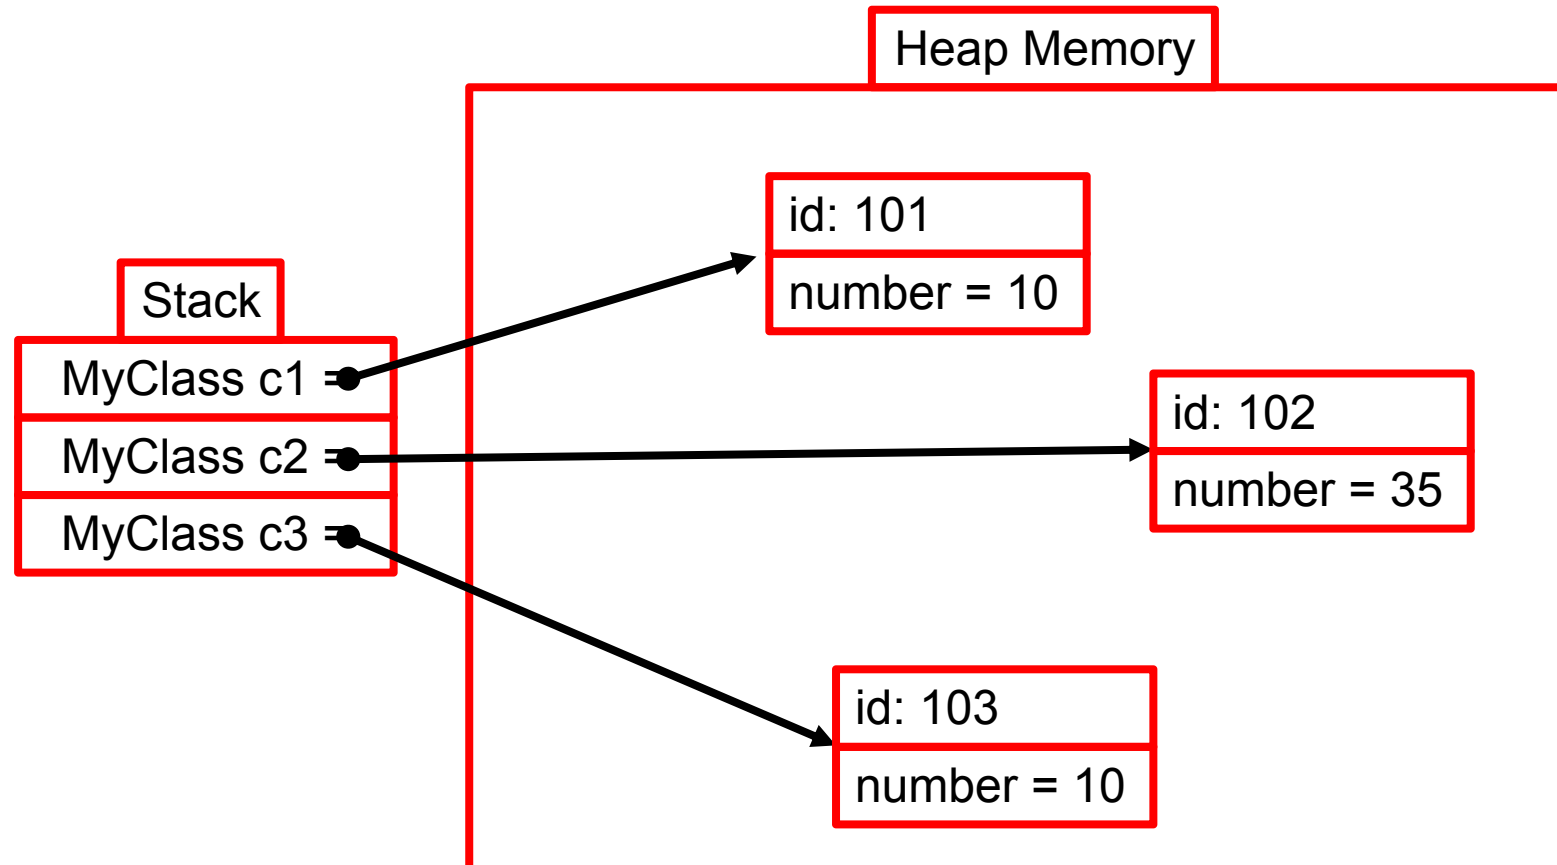 Heap Memory
id: 101
number = 10
Stack
MyClass c1 =
MyClass c2 =
MyClass c3 =
id: 102
number = 35
id: 103
number = 10